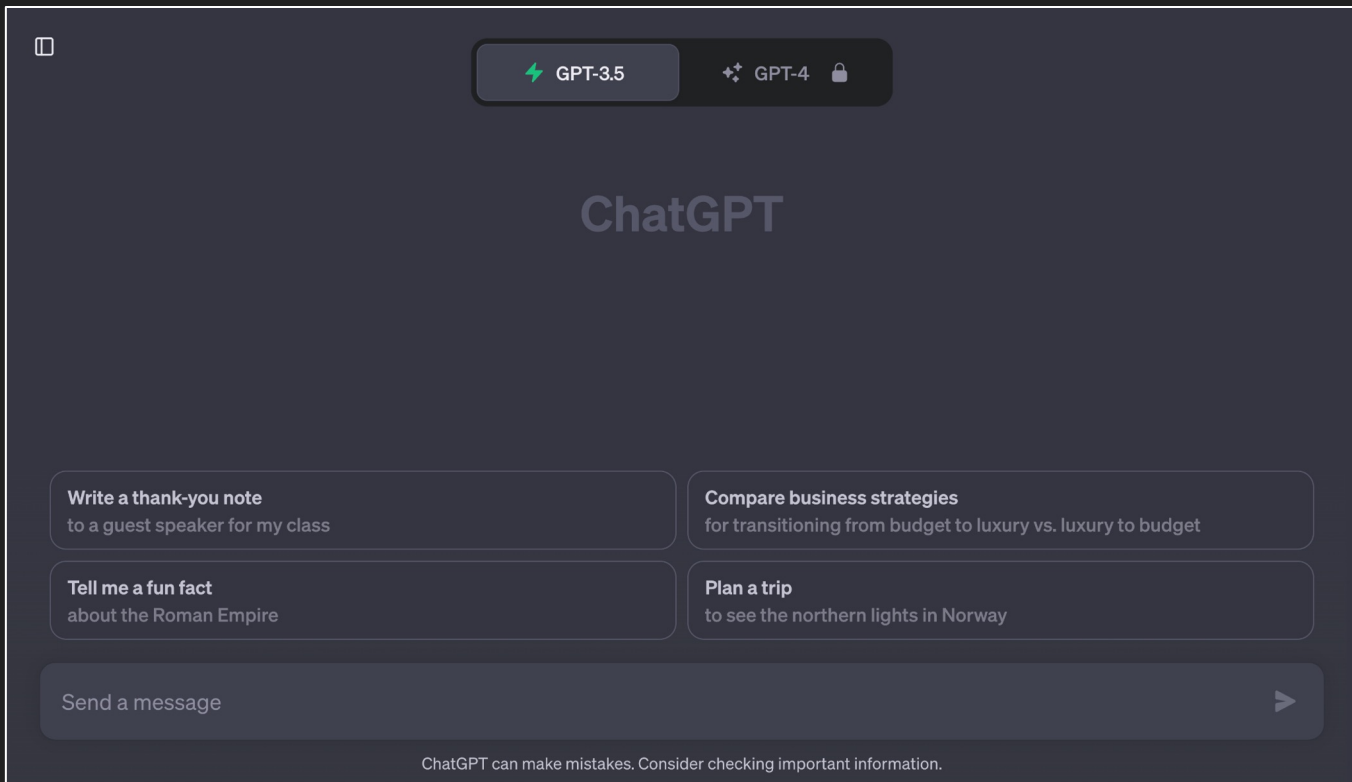 GPT-3.5
GPT-4
ChatGPT
Write a thank-you note
to a guest speaker for my class
Compare business strategies
for transitioning from budget to luxury vs. luxury to budget
Tell me a fun fact
about the Roman Empire
Plan a trip
to see the northern lights in Norway
Send a message
ChatGPT can make mistakes. Consider checking important information.